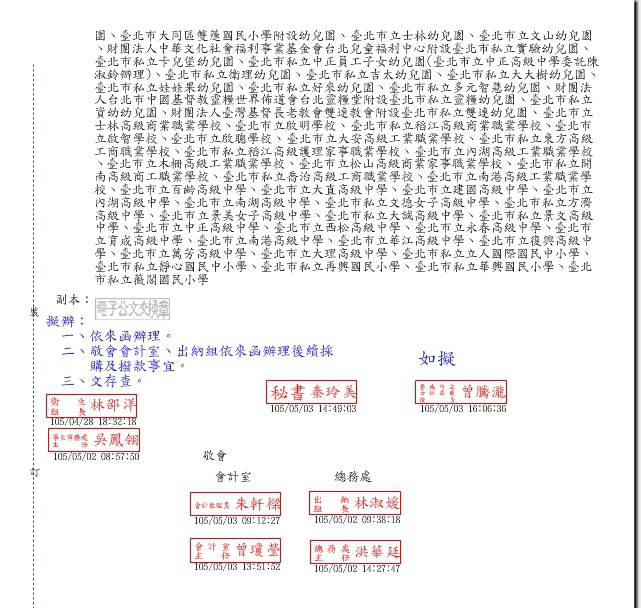 園、臺北市大同區雙蓮國民小學附設幼兒園、臺北市立士林幼兒園、臺北市立文山幼兒園
、財團法人中華文化社會福利事業基金會台北兒童福利中心附設臺北市私立實驗幼兒園、
臺北市私立卡兒堡幼兒園、臺北市私立中正員工子女幼兒園(臺北市立中正高級中學委託陳
淑鈴辦理)、臺北市私立衛理幼兒園、臺北市私立吉太幼兒園、臺北市私立大大樹幼兒園、
臺北市私立娃娃果幼兒園、臺北市私立好來幼兒園、臺北市私立多元智慧幼兒園、財團法
人台北市中國基督教靈糧世界佈道會台北靈糧堂附設臺北市私立靈糧幼兒園、臺北市私立
資幼幼兒園、財團法人臺灣基督長老教會雙連教會附設臺北市私立雙連幼兒園、臺北市立
士林高級商業職業學校、臺北市立啟明學校、臺北市私立稻江高級商業職業學校、臺北市
立啟智學校、臺北市立啟聰學校、臺北市立大安高級工業職業學校、臺北市私立東方高級
工商職業學校、臺北市私立稻江高級護理家事職業學校、臺北市立內湖高級工業職業學校
、臺北市立木柵高級工業職業學校、臺北市立松山高級商業家事職業學校、臺北市私立開
南高級商工職業學校、臺北市私立喬治高級工商職業學校、臺北市立南港高級工業職業學
校、臺北市立百齡高級中學、臺北市立大直高級中學、臺北市立建國高級中學、臺北市立
內湖高級中學、臺北市立南湖高級中學、臺北市私立文德女子高級中學、臺北市私立方濟
高級中學、臺北市立景美女子高級中學、臺北市私立大誠高級中學、臺北市私立景文高級
中學、臺北市立中正高級中學、臺北市立西松高級中學、臺北市立永春高級中學、臺北市
立育成高級中學、臺北市立南港高級中學、臺北市立華江高級中學、臺北市立復興高級中
學、臺北市立萬芳高級中學、臺北市立大理高級中學、臺北市私立立人國際國民中小學、
臺北市私立靜心國民中小學、臺北市私立再興國民小學、臺北市私立華興國民小學、臺北
市私立薇閣國民小學
副本：電子公文交換章
裝
擬辦：
一、依來函辦理。
二、敬會會計室、出納組依來函辦理後續採
購及撥款事宜。
三、文存查。
如擬
衛生組長 林郃洋
105/04/28 18:32:18
學生事務處主任 吳鳳翎
105/05/02 08:57:50
秘書 秦玲美
105/05/03 14:49:03
曾騰瀧
105/05/03 16:06:36
訂
敬會
會計室
總務處
會計佐理員 朱軒樑
105/05/03 09:12:27
出納組長 林淑媛
105/05/02 09:38:18
會計室主任 曾瓊瑩
105/05/03 13:51:52
總務處主任 洪華廷
105/05/02 14:27:47